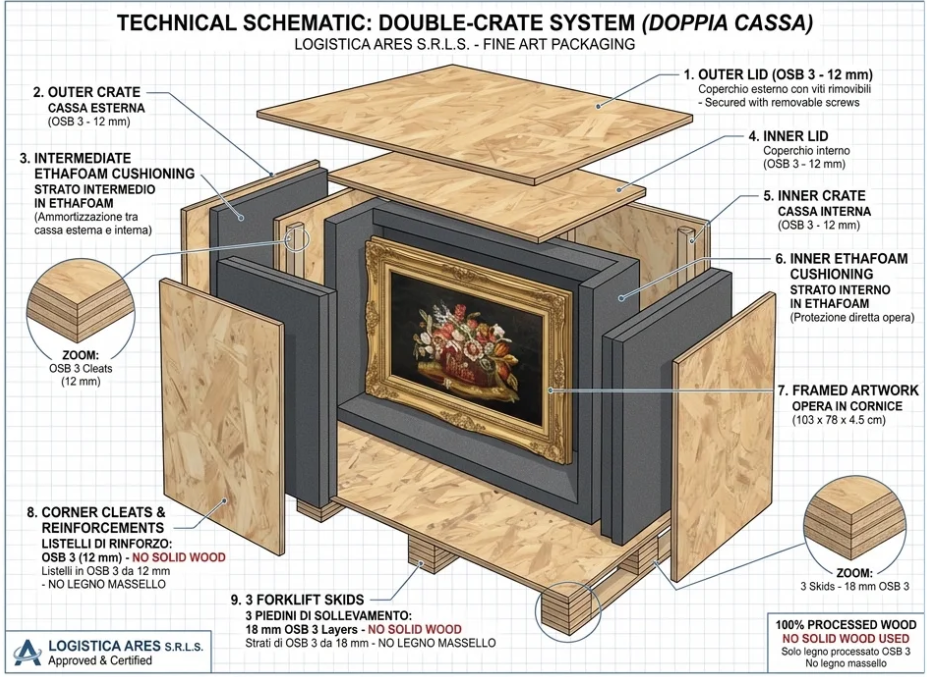 TECHNICAL SCHEMATIC: DOUBLE-CRATE SYSTEM (DOPPIA CASSA)
LOGISTICA ARES S.R.L.S. - FINE ART PACKAGING
1. OUTER LID (OSB 3 - 12 mm)
Coperchio esterno con viti rimovibili
- Secured with removable screws
2. OUTER CRATE
CASSA ESTERNA
(OSB 3 - 12 mm)
3. INTERMEDIATE
ETHAFOAM CUSHIONING
STRATO INTERMEDIO
IN ETHAFOAM
(Ammortizzazione tra
cassa esterna e interna)
4. INNER LID
Coperchio interno
(OSB 3 - 12 mm)
5. INNER CRATE
CASSA INTERNA
(OSB 3 - 12 mm)
6. INNER ETHAFOAM
CUSHIONING
STRATO INTERNO
IN ETHAFOAM
(Protezione diretta opera)
ZOOM:
OSB 3 Cleats
(12 mm)
7. FRAMED ARTWORK
OPERA IN CORNICE
(103 x 78 x 4.5 cm)
8. CORNER CLEATS &
REINFORCEMENTS
LISTELLI DI RINFORZO:
OSB 3 (12 mm) - NO SOLID WOOD
Listelli in OSB 3 da 12 mm
- NO LEGNO MASSELLO
ZOOM:
3 Skids - 18 mm OSB 3
9. 3 FORKLIFT SKIDS
3 PIEDINI DI SOLLEVAMENTO:
18 mm OSB 3 Layers - NO SOLID WOOD
Strati di OSB 3 da 18 mm - NO LEGNO MASSELLO
LOGISTICA ARES S.R.L.S.
Approved & Certified
100% PROCESSED WOOD
NO SOLID WOOD USED
Solo legno processato OSB 3
No legno massello